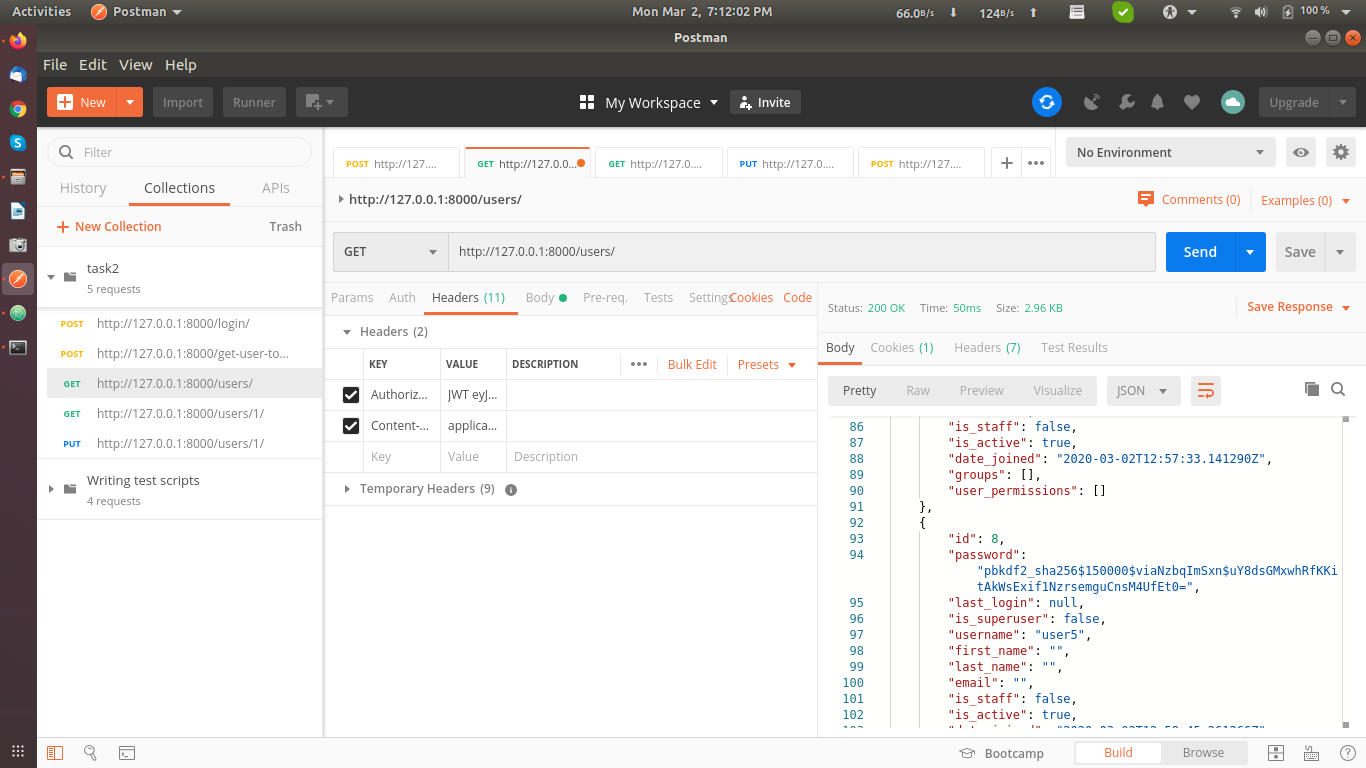 Activities Postman Mon Mar 2, 7:12:02 PM 66.0B/s 124B/s 100 %
Postman
File Edit View Help
New Import Runner My Workspace Invite Upgrade
Filter
History Collections APIs
New Collection Trash
task2
5 requests
POST http://127.0.0.1:8000/login/
POST http://127.0.0.1:8000/get-user-to...
GET http://127.0.0.1:8000/users/
GET http://127.0.0.1:8000/users/1/
PUT http://127.0.0.1:8000/users/1/
Writing test scripts
4 requests
POST http://127.... GET http://127.0.0... GET http://127.0.... PUT http://127.0.... POST http://127.... No Environment
http://127.0.0.1:8000/users/ Comments (0) Examples (0)
GET http://127.0.0.1:8000/users/ Send Save
Params Auth Headers (11) Body Pre-req. Tests Settings Cookies Code
Headers (2)
KEY VALUE DESCRIPTION Bulk Edit Presets
Authoriz... JWT eyJ...
Content-... applica...
Key Value Description
Temporary Headers (9)
Status: 200 OK Time: 50ms Size: 2.96 KB Save Response
Body Cookies (1) Headers (7) Test Results
Pretty Raw Preview Visualize JSON
86 "is_staff": false,
87 "is_active": true,
88 "date_joined": "2020-03-02T12:57:33.141290Z",
89 "groups": [],
90 "user_permissions": []
91 },
92 {
93 "id": 8,
94 "password":
"pbkdf2_sha256$150000$viaNzbqImSxn$uY8dsGMxwhRfKKi
tAkWsExif1NzrsemguCnsM4UfEt0=",
95 "last_login": null,
96 "is_superuser": false,
97 "username": "user5",
98 "first_name": "",
99 "last_name": "",
100 "email": "",
101 "is_staff": false,
102 "is_active": true,
Bootcamp Build Browse